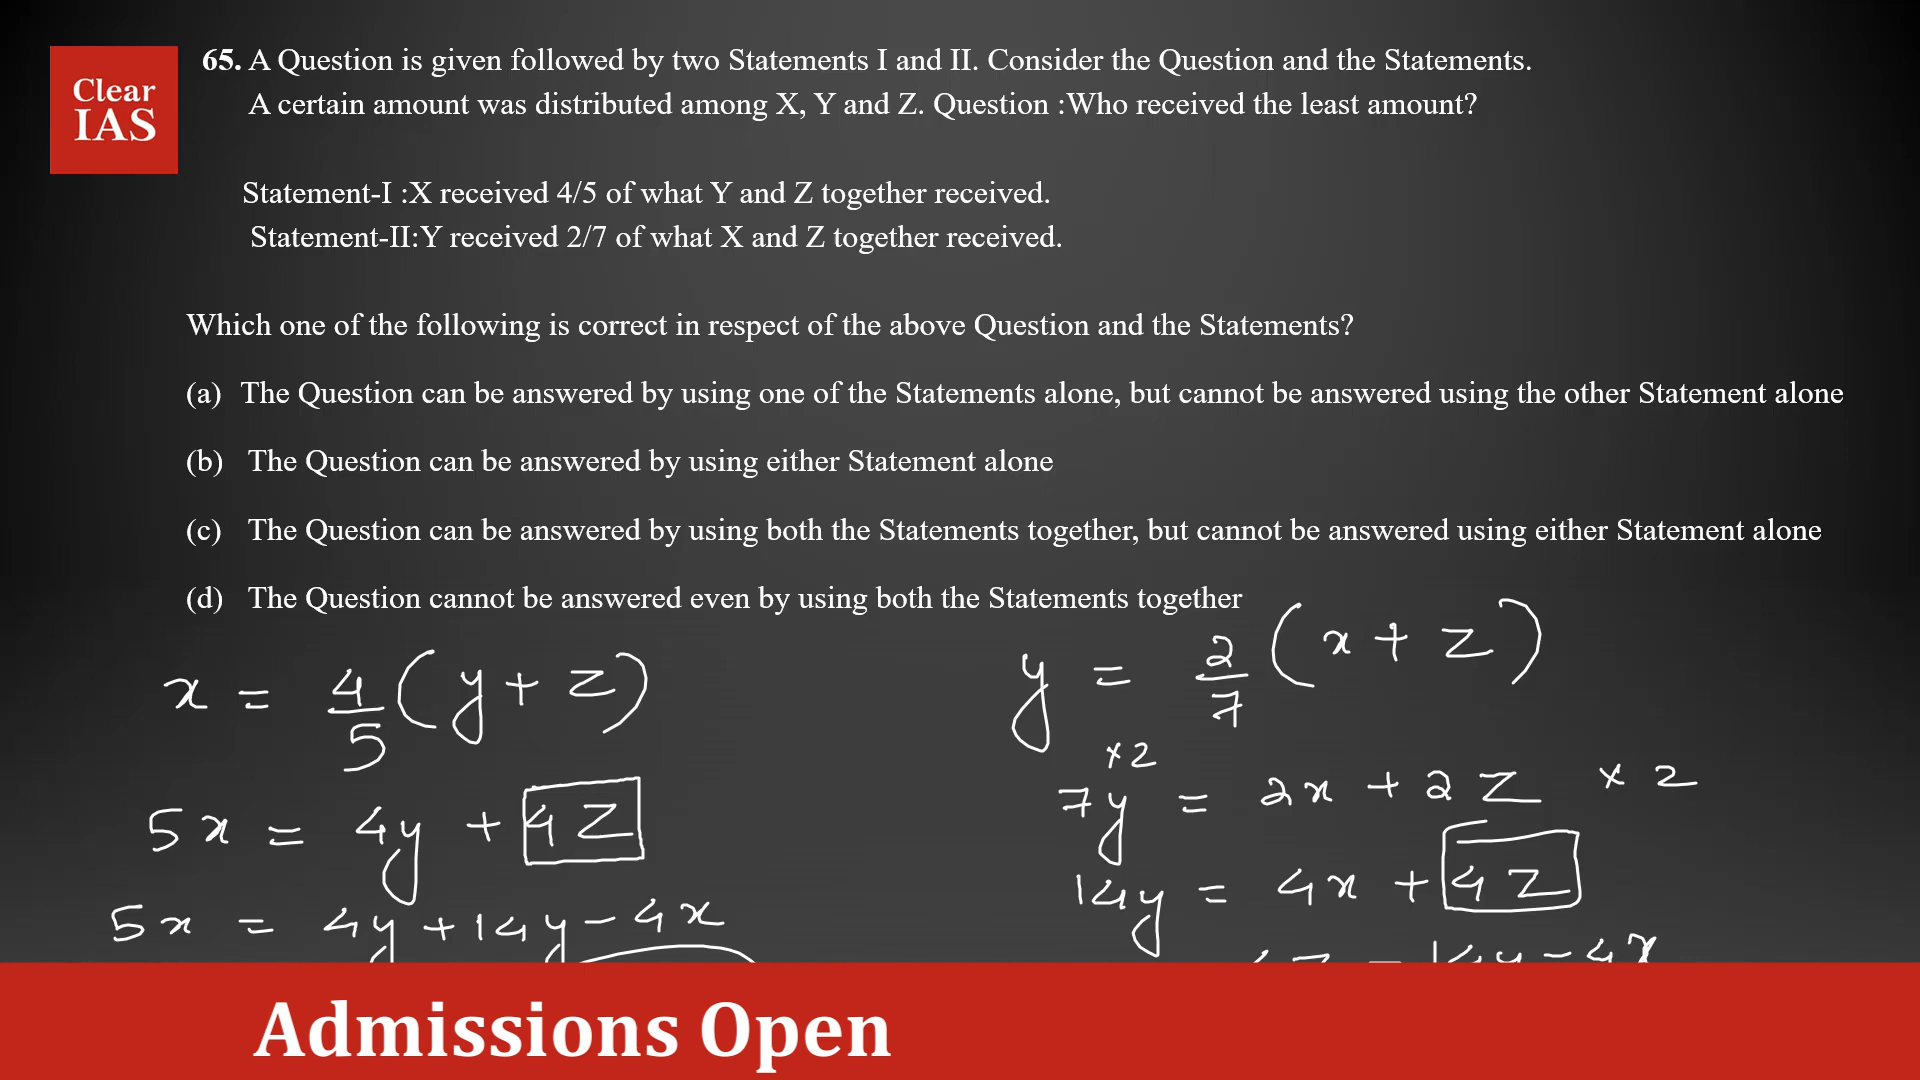 Clear
IAS
65. A Question is given followed by two Statements I and II. Consider the Question and the Statements.
A certain amount was distributed among X, Y and Z. Question :Who received the least amount?
Statement-I :X received 4/5 of what Y and Z together received.
Statement-II:Y received 2/7 of what X and Z together received.
Which one of the following is correct in respect of the above Question and the Statements?
(a) The Question can be answered by using one of the Statements alone, but cannot be answered using the other Statement alone
(b) The Question can be answered by using either Statement alone
(c) The Question can be answered by using both the Statements together, but cannot be answered using either Statement alone
(d) The Question cannot be answered even by using both the Statements together
x = 4/5 (y + z)
5x = 4y + 4z
5x = 4y + 14y - 4x
y = 2/7 (x + z)
×2
7y = 2x + 2z × 2
14y = 4x + 4z
4z = 14y - 4x
Admissions Open